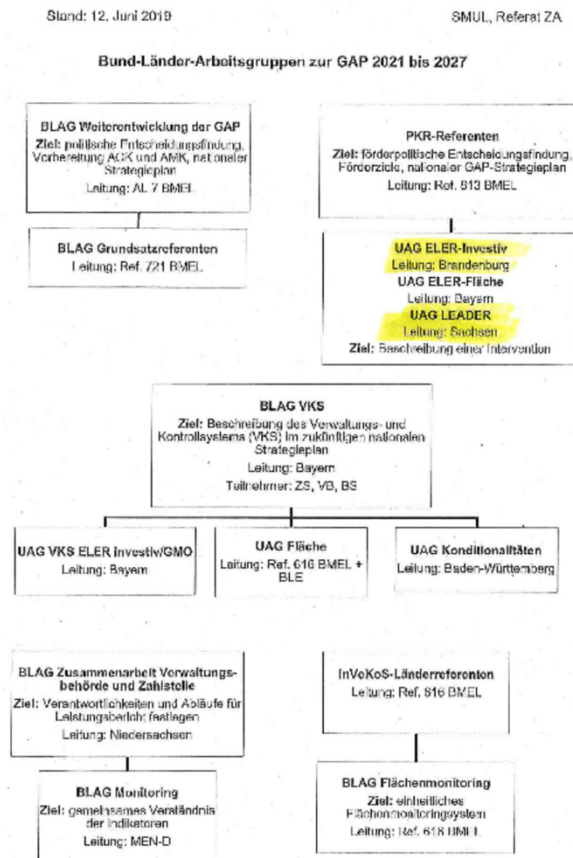 Stand: 12. Juni 2019
SMUL, Referat ZA
Bund-Länder-Arbeitsgruppen zur GAP 2021 bis 2027
BLAG Weiterentwicklung der GAP
Ziel: politische Entscheidungsfindung,
Vorbereitung ACK und AMK, nationaler
Strategieplan
Leitung: AL 7 BMEL
BLAG Grundsatzreferenten
Leitung: Ref. 721 BMEL
PKR-Referenten
Ziel: förderpolitische Entscheidungsfindung,
Förderziele, nationaler GAP-Strategieplan
Leitung: Ref. 813 BMEL
UAG ELER-Investiv
Leitung: Brandenburg
UAG ELER-Fläche
Leitung: Bayern
UAG LEADER
Leitung: Sachsen
Ziel: Beschreibung einer Intervention
BLAG VKS
Ziel: Beschreibung des Verwaltungs- und
Kontrollsystems (VKS) im zukünftigen nationalen
Strategieplan
Leitung: Bayern
Teilnehmer: ZS, VB, BS
UAG VKS ELER investiv/GMO
Leitung: Bayern
UAG Fläche
Leitung: Ref. 616 BMEL +
BLE
UAG Konditionalitäten
Leitung: Baden-Württemberg
BLAG Zusammenarbeit Verwaltungs-
behörde und Zahlstelle
Ziel: Verantwortlichkeiten und Abläufe für
Leistungsbericht festlegen
Leitung: Niedersachsen
BLAG Monitoring
Ziel: gemeinsames Verständnis
der Indikatoren
Leitung: MEN-D
InVeKoS-Länderreferenten
Leitung: Ref. 616 BMEL
BLAG Flächenmonitoring
Ziel: einheitliches
Flächenmonitoringsystem
Leitung: Ref. 616 BMEL